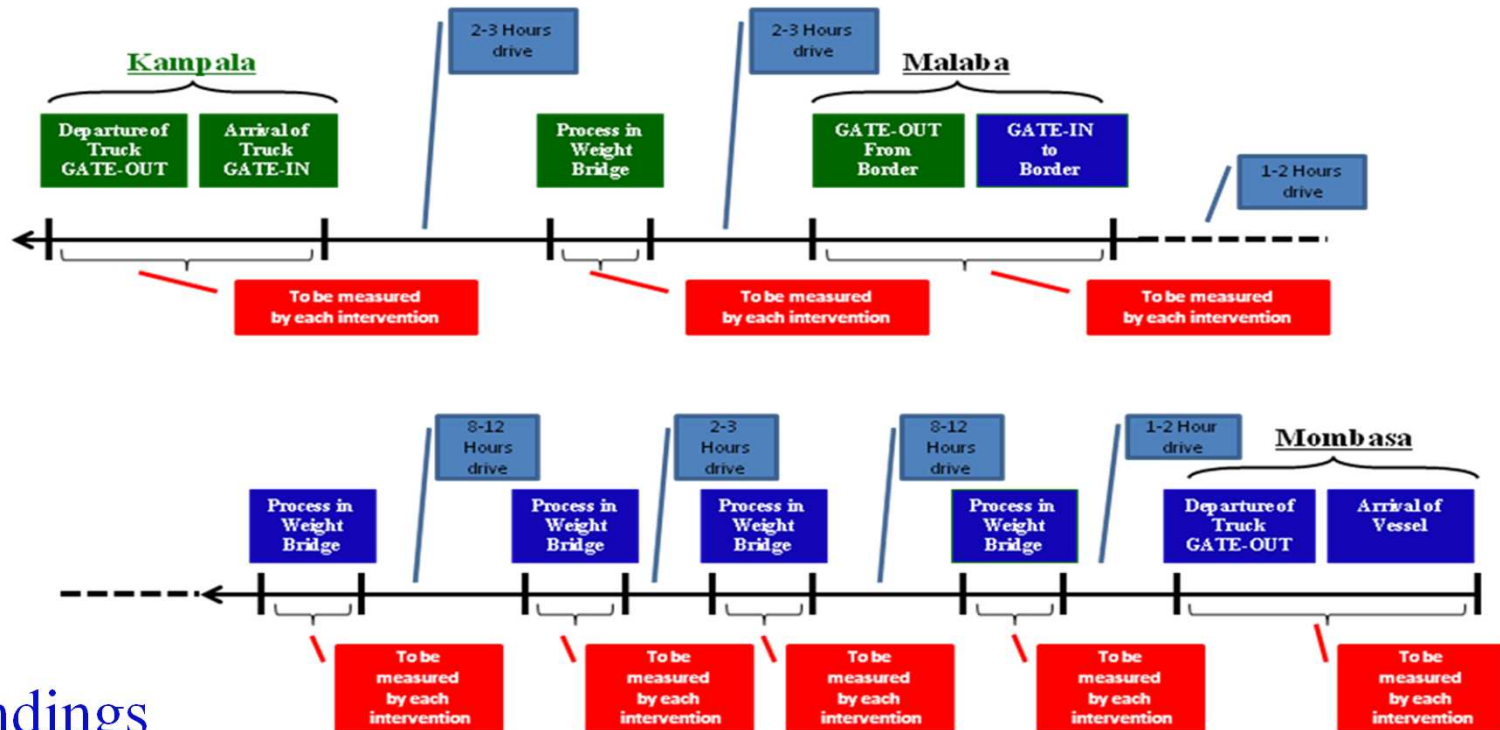 2-3 Hours
drive
2-3 Hours
drive
Kampala
Malaba
Departure of
Truck
GATE-OUT
Arrival of
Truck
GATE-IN
Process in
Weight
Bridge
GATE-OUT
From
Border
GATE-IN
to
Border
1-2 Hours
drive
To be measured
by each intervention
To be measured
by each intervention
To be measured
by each intervention
8-12
Hours
drive
2-3
Hours
drive
8-12
Hours
drive
1-2 Hour
drive
Mombasa
Process in
Weight
Bridge
Process in
Weight
Bridge
Process in
Weight
Bridge
Process in
Weight
Bridge
Departure of
Truck
GATE-OUT
Arrival of
Vessel
To be
measured
by each
intervention
To be
measured
by each
intervention
To be
measured
by each
intervention
To be
measured
by each
intervention
To be
measured
by each
intervention
ndings